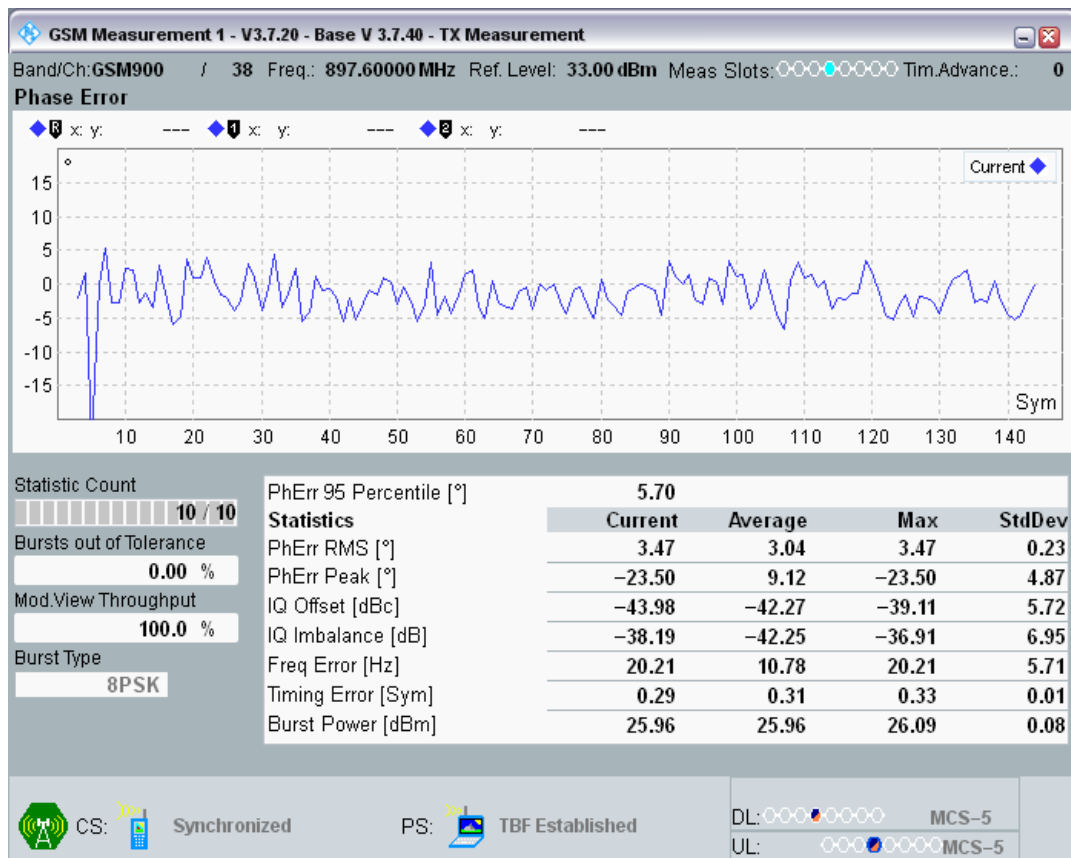 GSM Measurement 1 - V3.7.20 - Base V 3.7.40 - TX Measurement
Band/Ch:GSM900 / 38 Freq.: 897.60000 MHz Ref. Level: 33.00 dBm Meas Slots: Tim.Advance.: 0
Phase Error
R x: y: --- 1 x: y: --- 2 x: y: ---
°
Current
15
10
5
0
-5
-10
-15
Sym
10 20 30 40 50 60 70 80 90 100 110 120 130 140
Statistic Count
10 / 10
Bursts out of Tolerance
0.00 %
Mod.View Throughput
100.0 %
Burst Type
8PSK
PhErr 95 Percentile [°] 5.70
Statistics Current Average Max StdDev
PhErr RMS [°] 3.47 3.04 3.47 0.23
PhErr Peak [°] −23.50 9.12 −23.50 4.87
IQ Offset [dBc] −43.98 −42.27 −39.11 5.72
IQ Imbalance [dB] −38.19 −42.25 −36.91 6.95
Freq Error [Hz] 20.21 10.78 20.21 5.71
Timing Error [Sym] 0.29 0.31 0.33 0.01
Burst Power [dBm] 25.96 25.96 26.09 0.08
CS: Synchronized PS: TBF Established
DL: MCS−5
UL: MCS−5